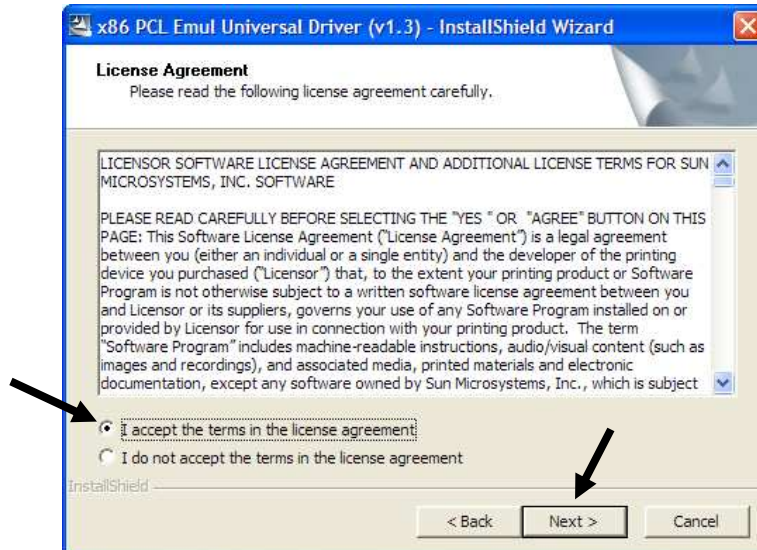 x86 PCL Emul Universal Driver (v1.3) - InstallShield Wizard
License Agreement
Please read the following license agreement carefully.
LICENSOR SOFTWARE LICENSE AGREEMENT AND ADDITIONAL LICENSE TERMS FOR SUN
MICROSYSTEMS, INC. SOFTWARE
PLEASE READ CAREFULLY BEFORE SELECTING THE "YES " OR  "AGREE" BUTTON ON THIS
PAGE: This Software License Agreement ("License Agreement") is a legal agreement
between you (either an individual or a single entity) and the developer of the printing
device you purchased ("Licensor") that, to the extent your printing product or Software
Program is not otherwise subject to a written software license agreement between you
and Licensor or its suppliers, governs your use of any Software Program installed on or
provided by Licensor for use in connection with your printing product.  The term
"Software Program" includes machine-readable instructions, audio/visual content (such as
images and recordings), and associated media, printed materials and electronic
documentation, except any software owned by Sun Microsystems, Inc., which is subject
I accept the terms in the license agreement
I do not accept the terms in the license agreement
InstallShield
< Back
Next >
Cancel